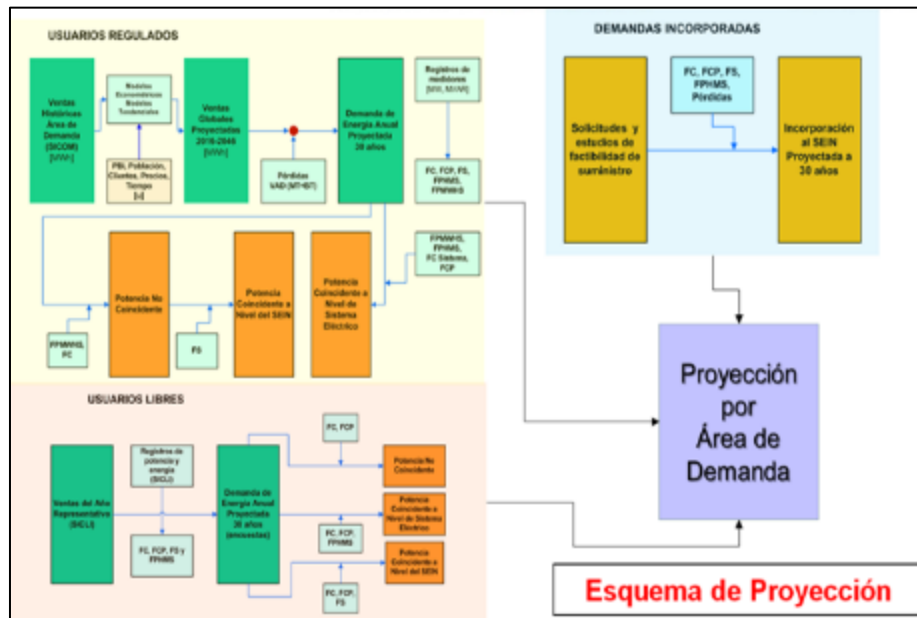 USUARIOS REGULADOS
Ventas
Históricas
Área de
Demanda
(SICOM)
[MWh]
Modelos
Econométricos
Modelos
Tendenciales
PBI, Población,
Clientes, Precios,
Tiempo
Ventas
Globales
Proyectadas
2016-2046
[MWh]
Pérdidas
VAD (MT+BT)
Demanda de
Energía Anual
Proyectada
30 años
Registros de
medidores
[MW, MVAR]
FC, FCP, FS,
FPHMS,
FPMWHS
FPMWHS,
FPHMS,
FC Sistema,
FCP
Potencia No
Coincidente
Potencia
Coincidente a
Nivel del SEIN
Potencia
Coincidente a
Nivel de
Sistema
Eléctrico
FPMWHS,
FC
FS
USUARIOS LIBRES
Ventas del Año
Representativo
(SICLI)
Registros de
potencia y
energía
(SICLI)
FC, FCP, FS y
FPHMS
Demanda de
Energía Anual
Proyectada
30 años
(encuestas)
FC, FCP
Potencia No
Coincidente
Potencia
Coincidente a
Nivel de Sistema
Eléctrico
FC, FCP,
FPHMS
Potencia
Coincidente a
Nivel del SEIN
FC, FCP,
FS
DEMANDAS INCORPORADAS
Solicitudes y
estudios de
factibilidad de
suministro
FC, FCP, FS,
FPHMS,
Pérdidas
Incorporación
al SEIN
Proyectada a
30 años
Proyección
por
Área de
Demanda
Esquema de Proyección